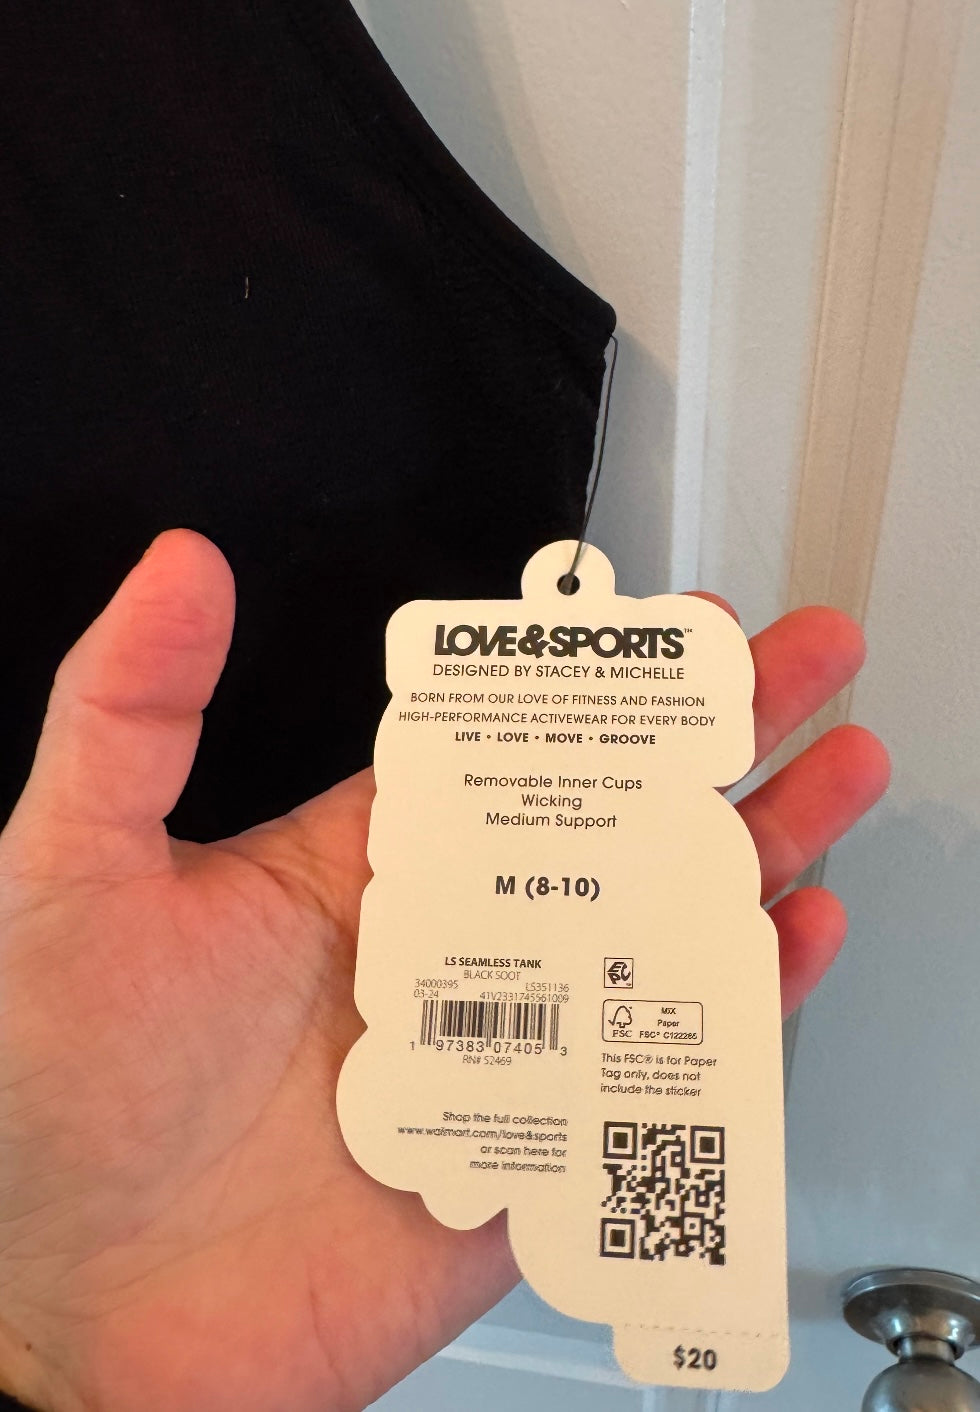 LOVE&SPORTS™
DESIGNED BY STACEY & MICHELLE
BORN FROM OUR LOVE OF FITNESS AND FASHION
HIGH-PERFORMANCE ACTIVEWEAR FOR EVERY BODY
LIVE • LOVE • MOVE • GROOVE
Removable Inner Cups
Wicking
Medium Support
M (8-10)
LS SEAMLESS TANK
BLACK SOOT
34000395 LS351136
03-24 41V2331745561009
1 97383 07405 3
RN# 52469
MIX
Paper
FSC FSC® C122265
This FSC® is for Paper
Tag only, does not
include the sticker
Shop the full collection
www.walmart.com/love&sports
or scan here for
more information
$20